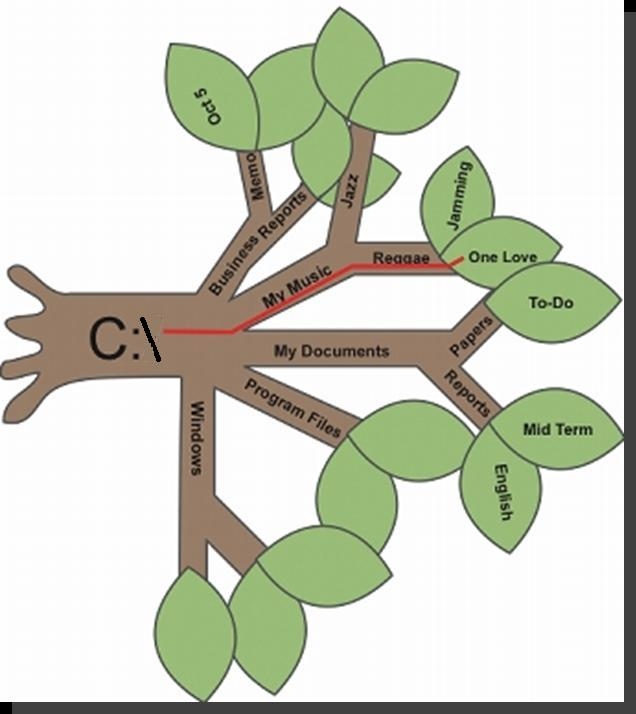 Oct 5
Memo
Business Reports
Jazz
Jamming
Reggae
One Love
My Music
C:\
To-Do
My Documents
Papers
Reports
Program Files
Mid Term
English
Windows